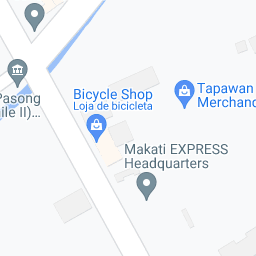 Bicycle Shop
Loja de bicicleta
Tapawan
Merchand
Pasong
ile II)...
Makati EXPRESS
Headquarters